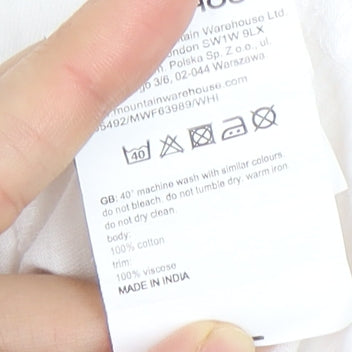 tain Warehouse Ltd
ondon SW1W 9LX
Polska Sp. Z o.o., ul.
3/6, 02-044 Warszawa
mountainwarehouse.com
5492/MWF63989/WHI
40
GB: 40° machine wash with similar colours.
do not bleach. do not tumble dry. warm iron.
do not dry clean.
body:
100% cotton
trim:
100% viscose
MADE IN INDIA